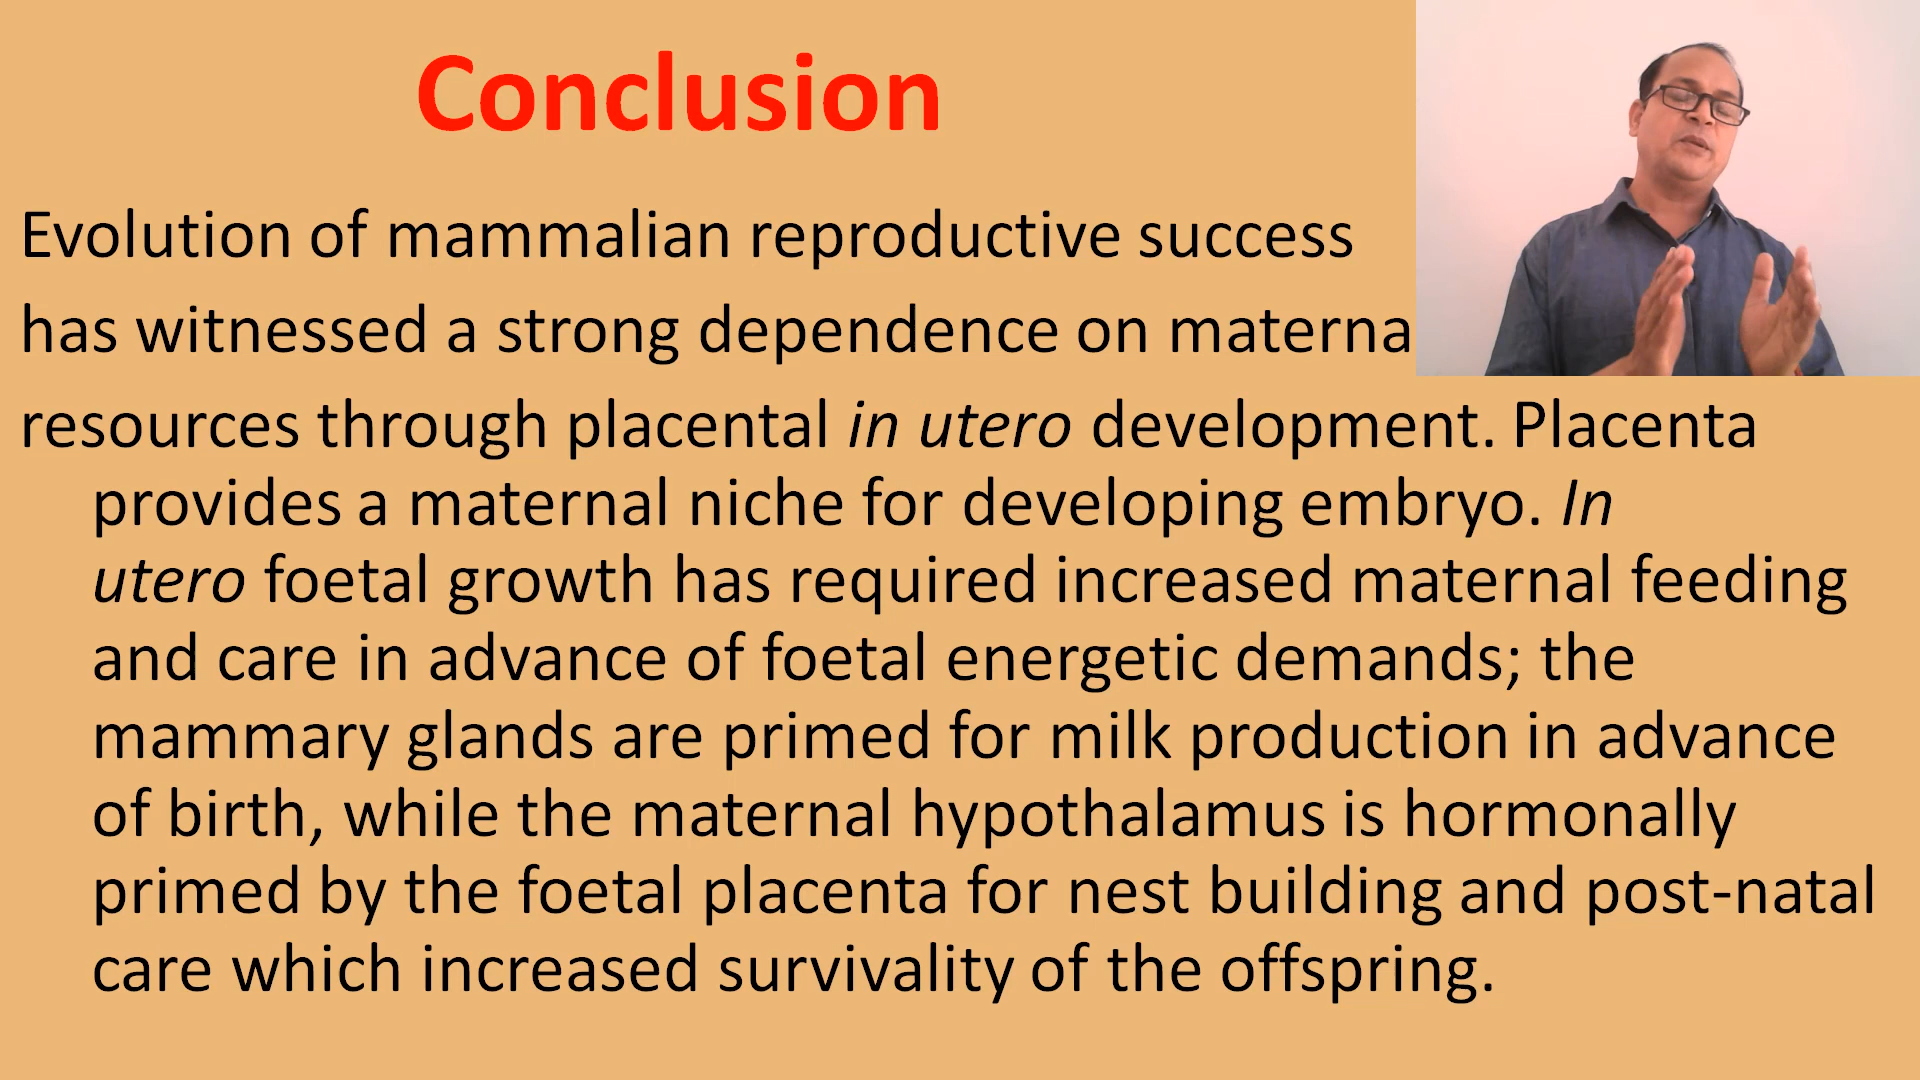 Conclusion
Evolution of mammalian reproductive success
has witnessed a strong dependence on materna
resources through placental in utero development. Placenta
provides a maternal niche for developing embryo. In
utero foetal growth has required increased maternal feeding
and care in advance of foetal energetic demands; the
mammary glands are primed for milk production in advance
of birth, while the maternal hypothalamus is hormonally
primed by the foetal placenta for nest building and post-natal
care which increased survivality of the offspring.